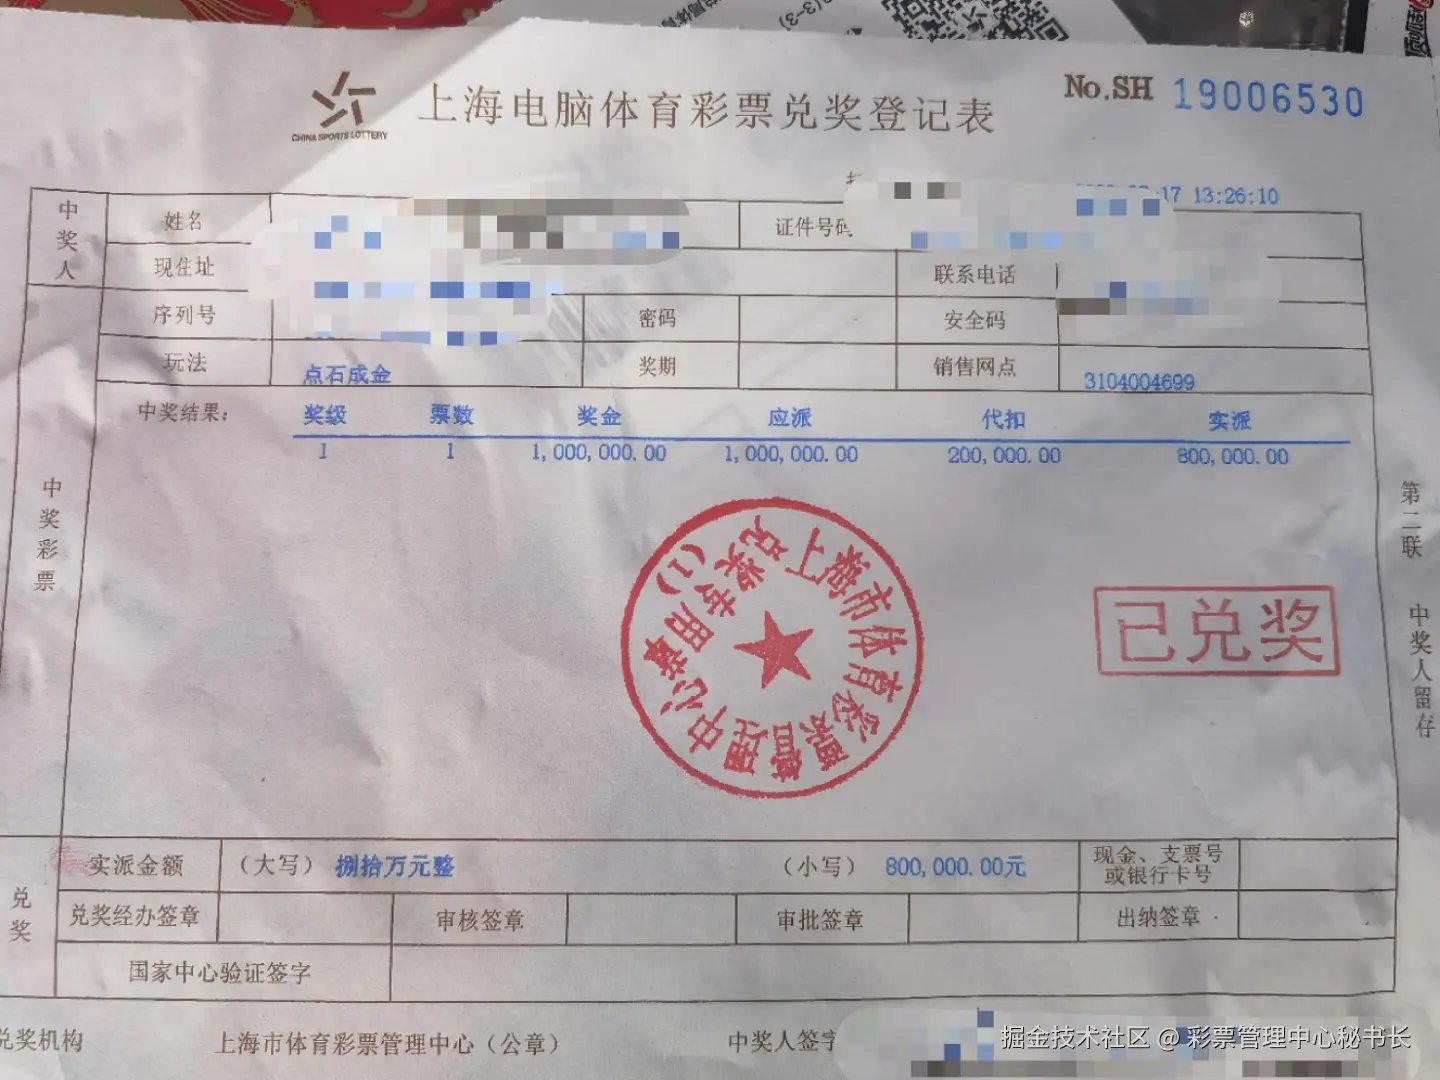 (3-3)
CHINA SPORTS LOTTERY
上海电脑体育彩票兑奖登记表
No.SH 19006530
17 13:26:10
中奖人
姓名
证件号码
现住址
联系电话
序列号
密码
安全码
玩法
点石成金
奖期
销售网点
3104004699
中奖彩票
中奖结果:
奖级 票数 奖金 应派 代扣 实派
1 1 1,000,000.00 1,000,000.00 200,000.00 800,000.00
上海市体育彩票管理中心
兑奖专用章
(1)
已兑奖
第二联 中奖人留存
兑奖
实派金额
(大写) 捌拾万元整
(小写) 800,000.00元
现金、支票号
或银行卡号
兑奖经办签章
审核签章
审批签章
出纳签章
国家中心验证签字
兑奖机构
上海市体育彩票管理中心(公章)
中奖人签字
掘金技术社区 @ 彩票管理中心秘书长